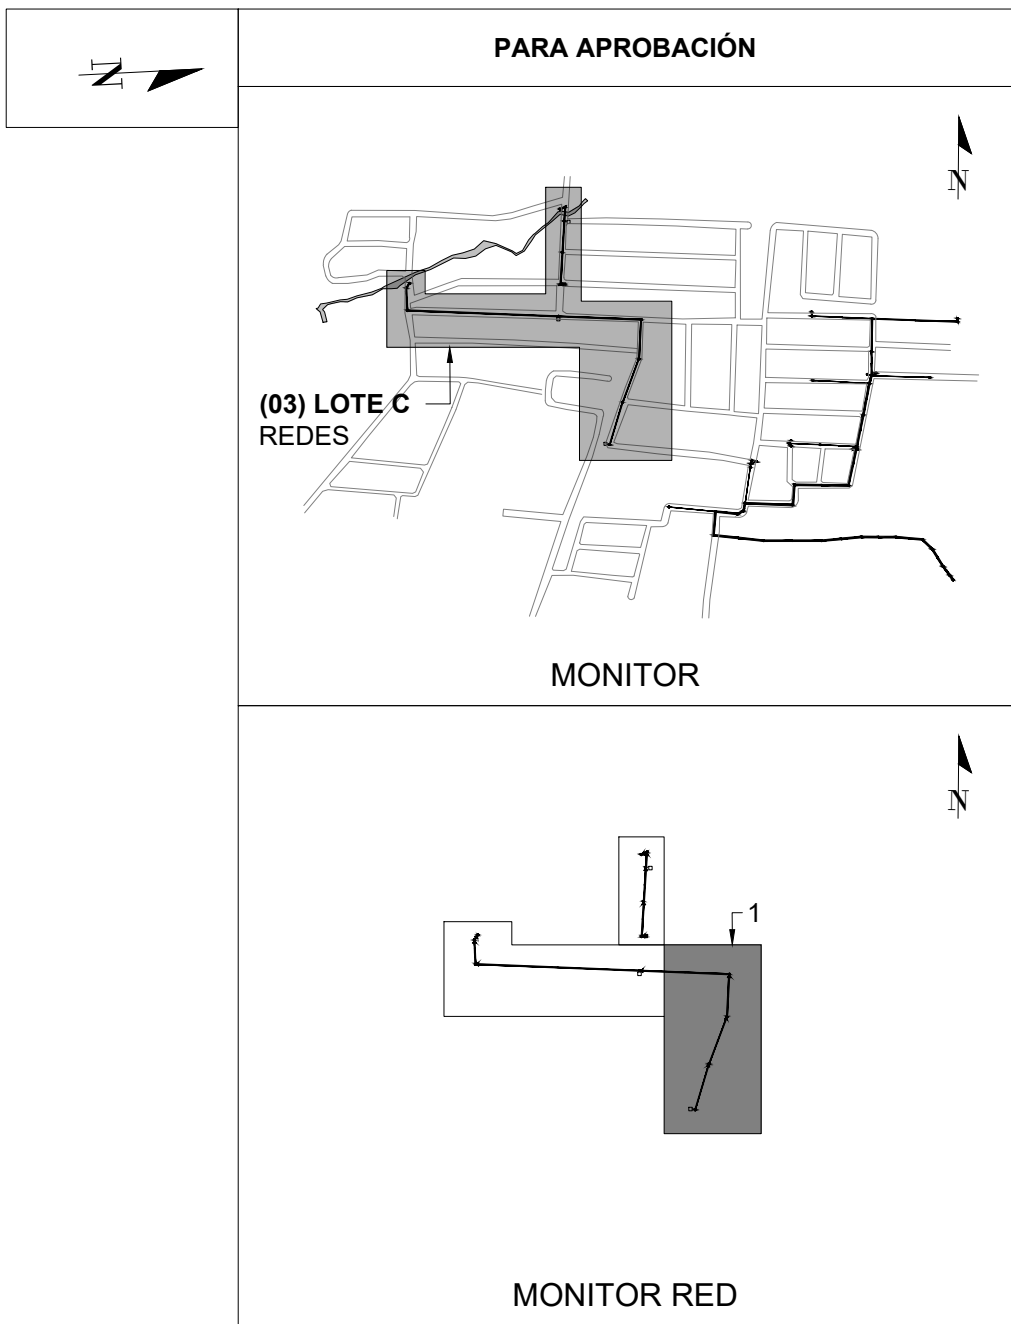 N
PARA APROBACIÓN
N
(03) LOTE C
REDES
MONITOR
N
1
MONITOR RED